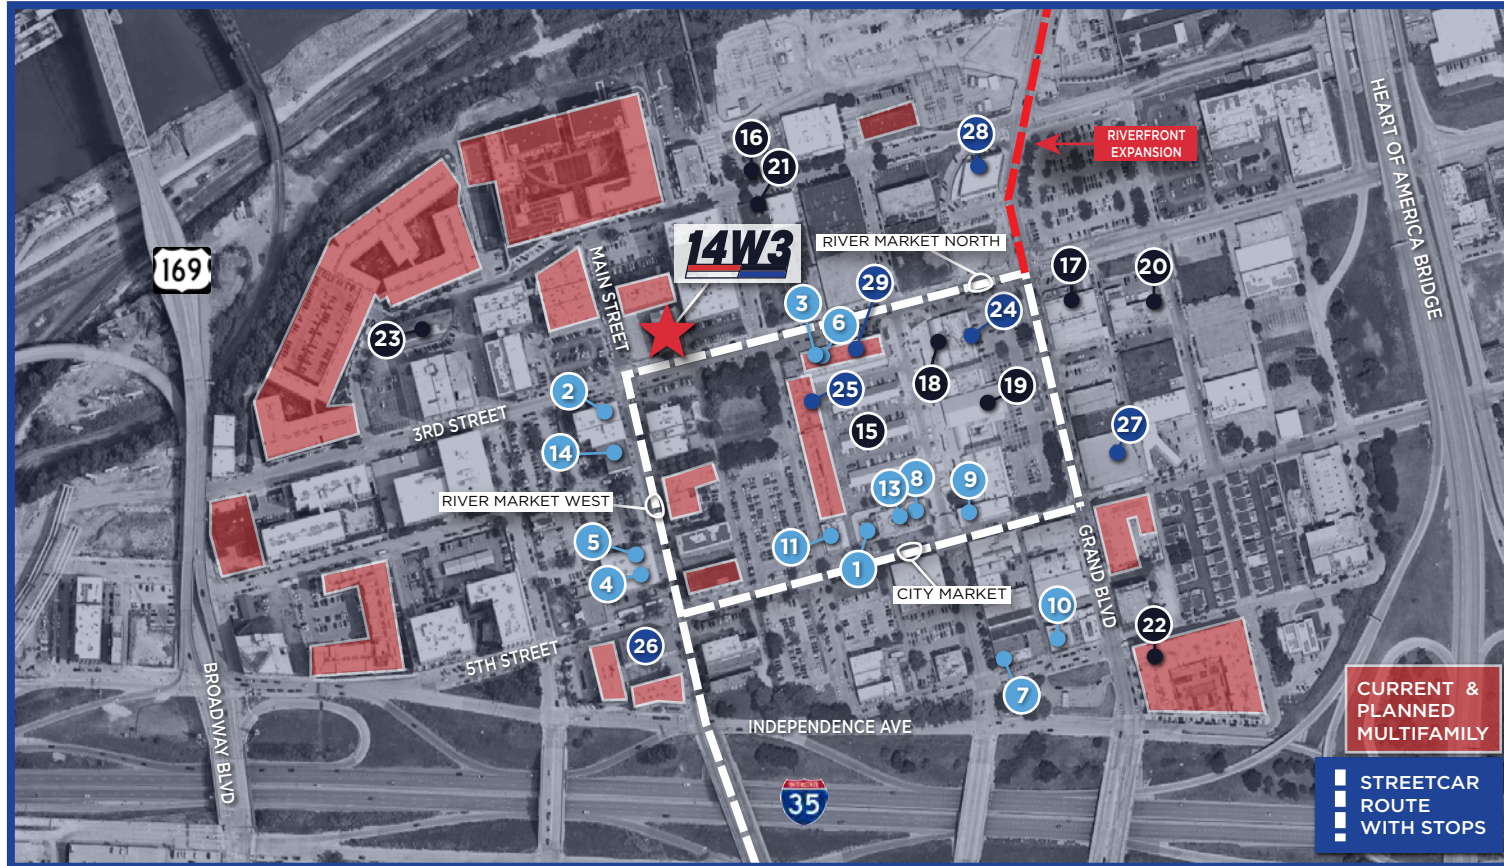 16
28
21
RIVERFRONT
EXPANSION
HEART OF AMERICA BRIDGE
169
MAIN STREET
14W3
RIVER MARKET NORTH
17
20
3
29
6
24
23
18
19
2
25
15
3RD STREET
27
14
RIVER MARKET WEST
13
8
9
5
11
1
4
CITY MARKET
GRAND BLVD
10
22
26
5TH STREET
7
BROADWAY BLVD
INDEPENDENCE AVE
CURRENT &
PLANNED
MULTIFAMILY
35
STREETCAR
ROUTE
WITH STOPS